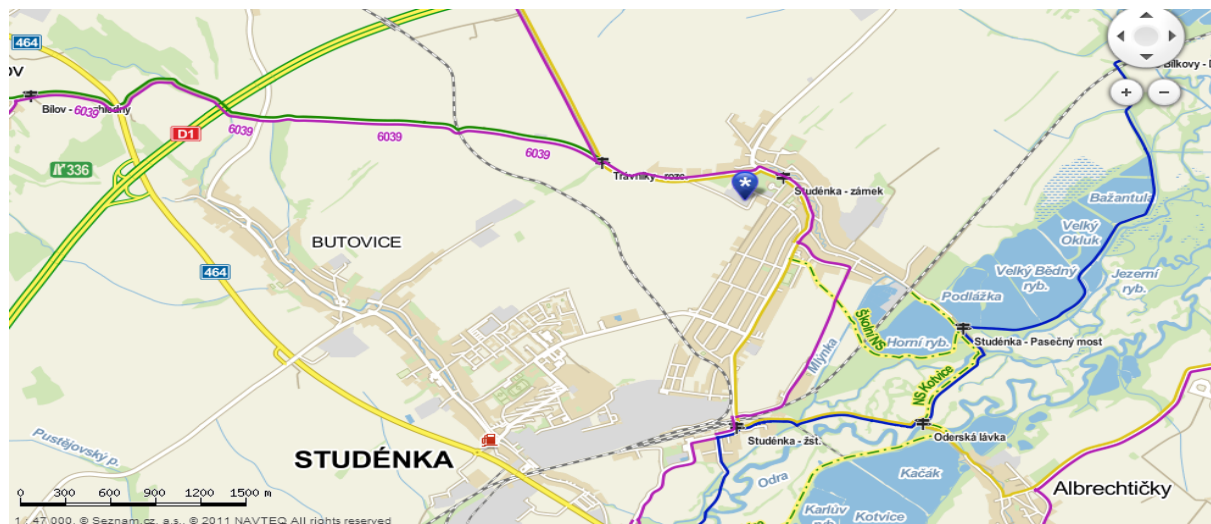 464
OV
Bílov - rozhledny
6039
6039
6039
6039
D1
336
Trávníky - rozc.
Studénka - zámek
Bílkovy - D
+ −
Bažantula
Velký
Okluk
Velký Bědný
ryb.
Jezerní
ryb.
BUTOVICE
464
Podlážka
Školní NS
Horní ryb.
Studénka - Pasečný most
Mlýnka
NS Kotvice
Pustějovský p.
STUDÉNKA
Studénka - žst.
Oderská lávka
Odra
Kačák
Albrechtičky
Karlův
ryb.
Kotvice
0 300 600 900 1200 1500 m
1 : 47 000, © Seznam.cz, a.s., © 2011 NAVTEQ All rights reserved